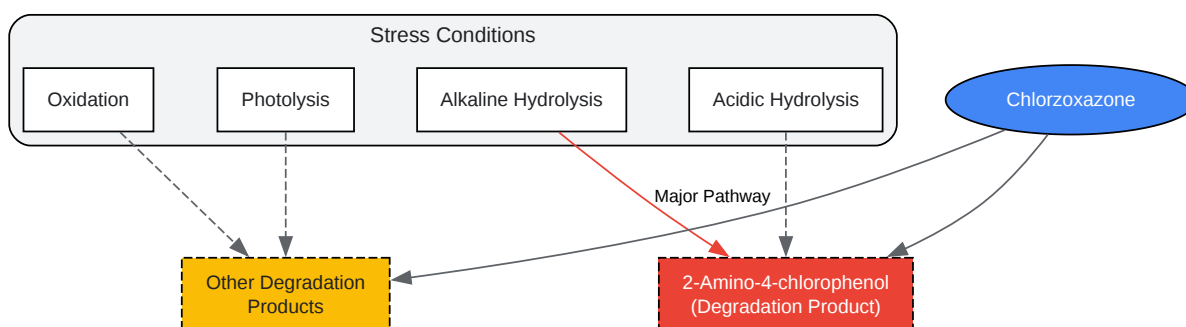 Stress Conditions
Oxidation
Photolysis
Alkaline Hydrolysis
Acidic Hydrolysis
Chlorzoxazone
Major Pathway
Other Degradation
Products
2-Amino-4-chlorophenol
(Degradation Product)